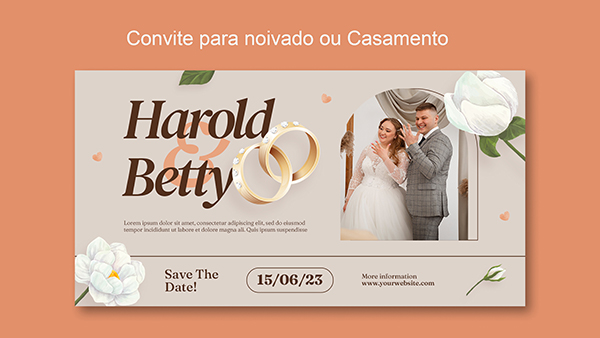 Convite para noivado ou Casamento
Harold
&
Betty
Lorem ipsum dolor sit amet, consectetur adipiscing elit, sed do eiusmod
tempor incididunt ut labore et dolore magna ali. Quis ipsum suspendisse
Save The
Date!
15/06/23
More information
www.yourwebsite.com